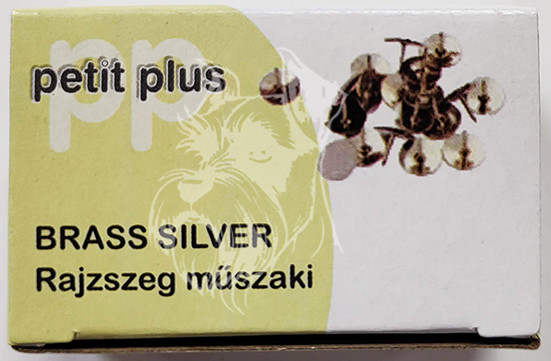 pp
petit plus
BRASS SILVER
Rajzszeg műszaki